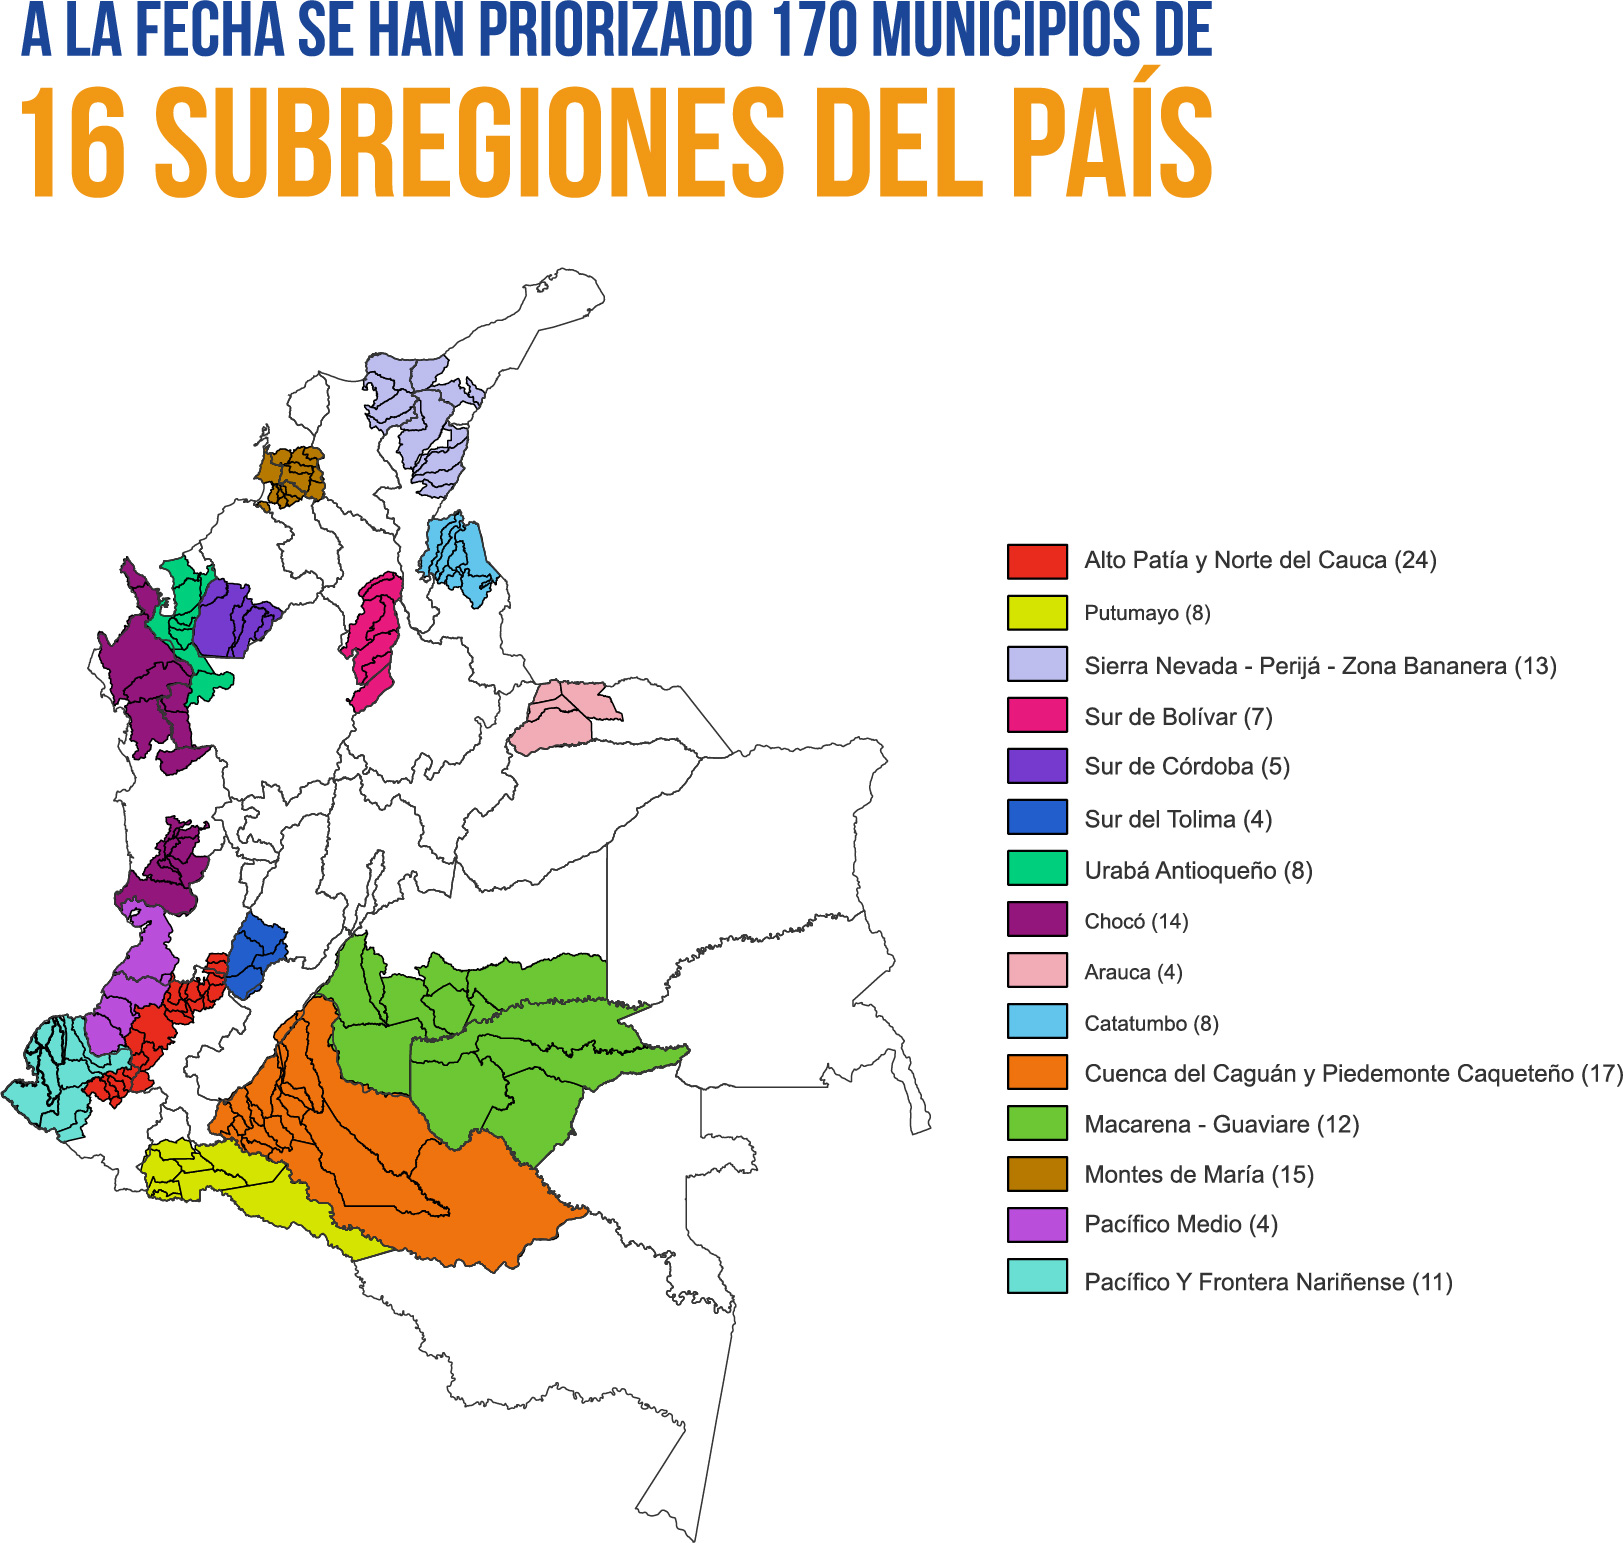 A LA FECHA SE HAN PRIORIZADO 170 MUNICIPIOS DE
16 SUBREGIONES DEL PAÍS
Alto Patía y Norte del Cauca (24)
Putumayo (8)
Sierra Nevada - Perijá - Zona Bananera (13)
Sur de Bolívar (7)
Sur de Córdoba (5)
Sur del Tolima (4)
Urabá Antioqueño (8)
Chocó (14)
Arauca (4)
Catatumbo (8)
Cuenca del Caguán y Piedemonte Caqueteño (17)
Macarena - Guaviare (12)
Montes de María (15)
Pacífico Medio (4)
Pacífico Y Frontera Nariñense (11)